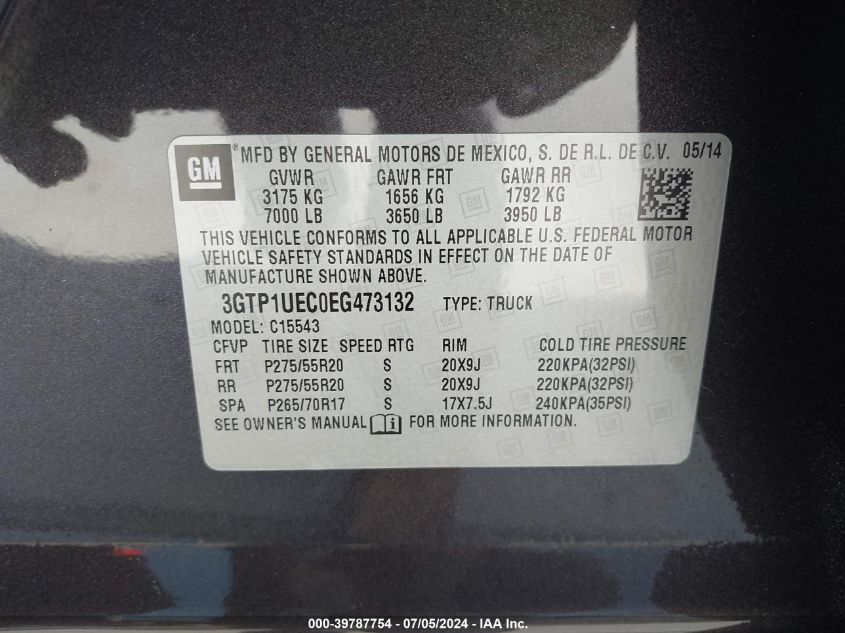 GM ® MFD BY GENERAL MOTORS DE MEXICO, S. DE R.L. DE C.V. 05/14
GVWR GAWR FRT GAWR RR
3175 KG 1656 KG 1792 KG
7000 LB 3650 LB 3950 LB
THIS VEHICLE CONFORMS TO ALL APPLICABLE U.S. FEDERAL MOTOR
VEHICLE SAFETY STANDARDS IN EFFECT ON THE DATE OF
MANUFACTURE SHOWN ABOVE.
3GTP1UEC0EG473132 TYPE: TRUCK
MODEL: C15543
CFVP TIRE SIZE SPEED RTG RIM COLD TIRE PRESSURE
FRT P275/55R20 S 20X9J 220KPA(32PSI)
RR P275/55R20 S 20X9J 220KPA(32PSI)
SPA P265/70R17 S 17X7.5J 240KPA(35PSI)
SEE OWNER'S MANUAL FOR MORE INFORMATION.
000-39787754 - 07/05/2024 - IAA Inc.